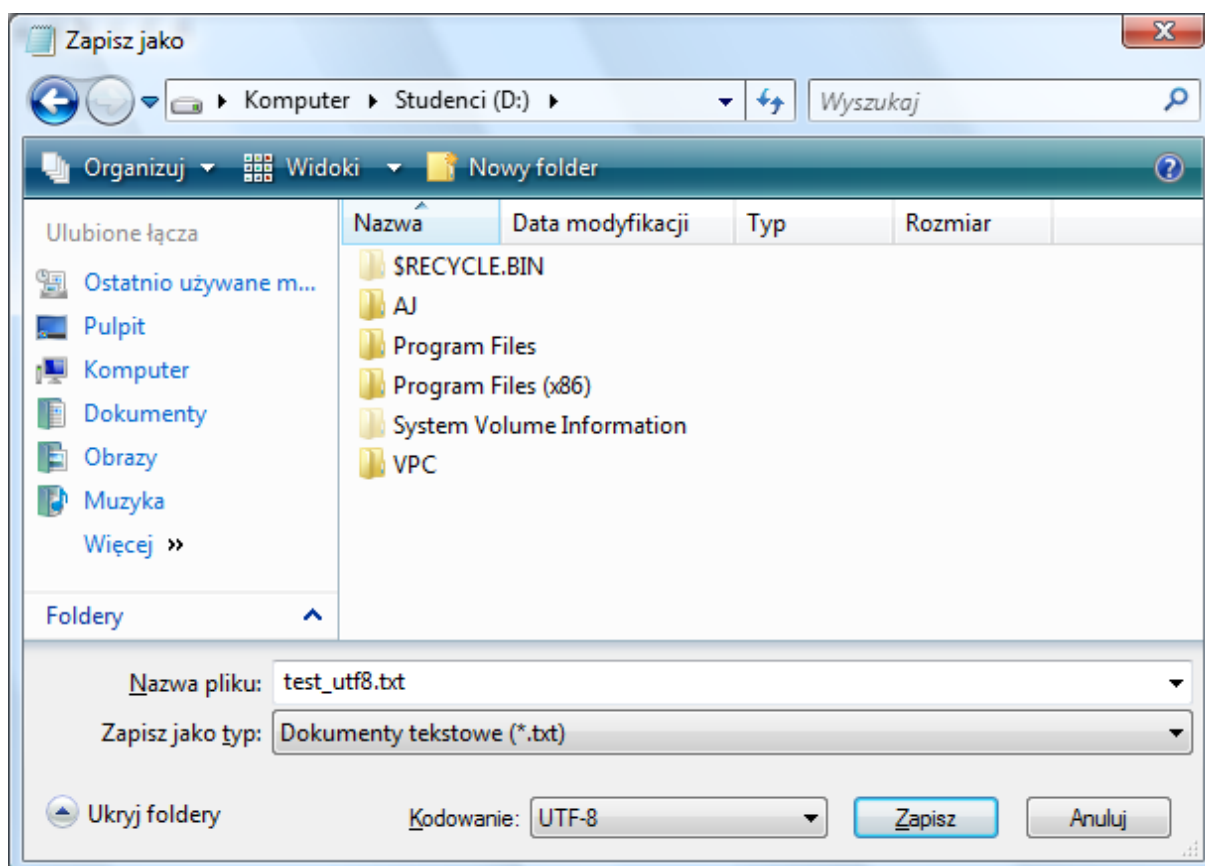 Zapisz jako
Komputer Studenci (D:) Wyszukaj
Organizuj Widoki Nowy folder
Ulubione łącza
Ostatnio używane m...
Pulpit
Komputer
Dokumenty
Obrazy
Muzyka
Więcej »
Foldery
Nazwa Data modyfikacji Typ Rozmiar
$RECYCLE.BIN
AJ
Program Files
Program Files (x86)
System Volume Information
VPC
Nazwa pliku: test_utf8.txt
Zapisz jako typ: Dokumenty tekstowe (*.txt)
Ukryj foldery Kodowanie: UTF-8 Zapisz Anuluj